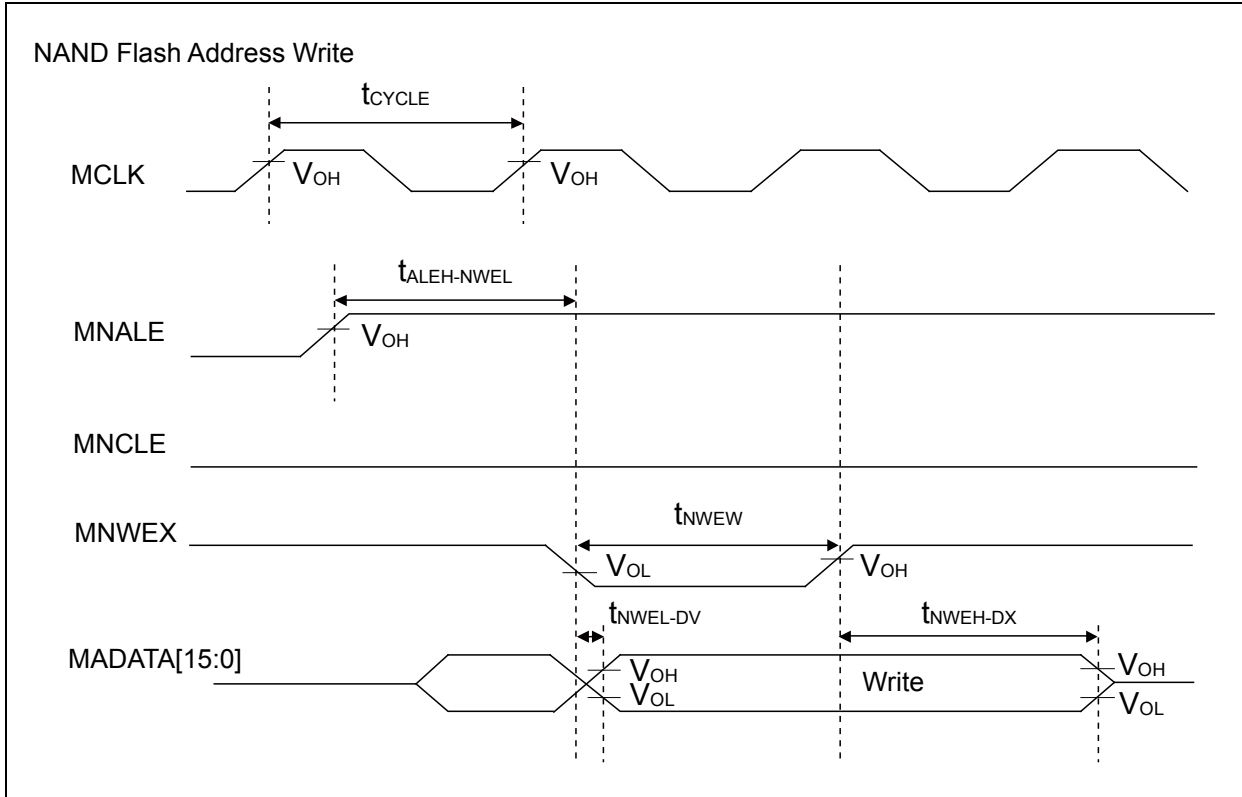 NAND Flash Address Write
tCYCLE
MCLK
VOH
VOH
tALEH-NWEL
MNALE
VOH
MNCLE
MNWEX
tNWEW
VOL
VOH
tNWEL-DV
tNWEH-DX
MADATA[15:0]
VOH
VOL
Write
VOH
VOL